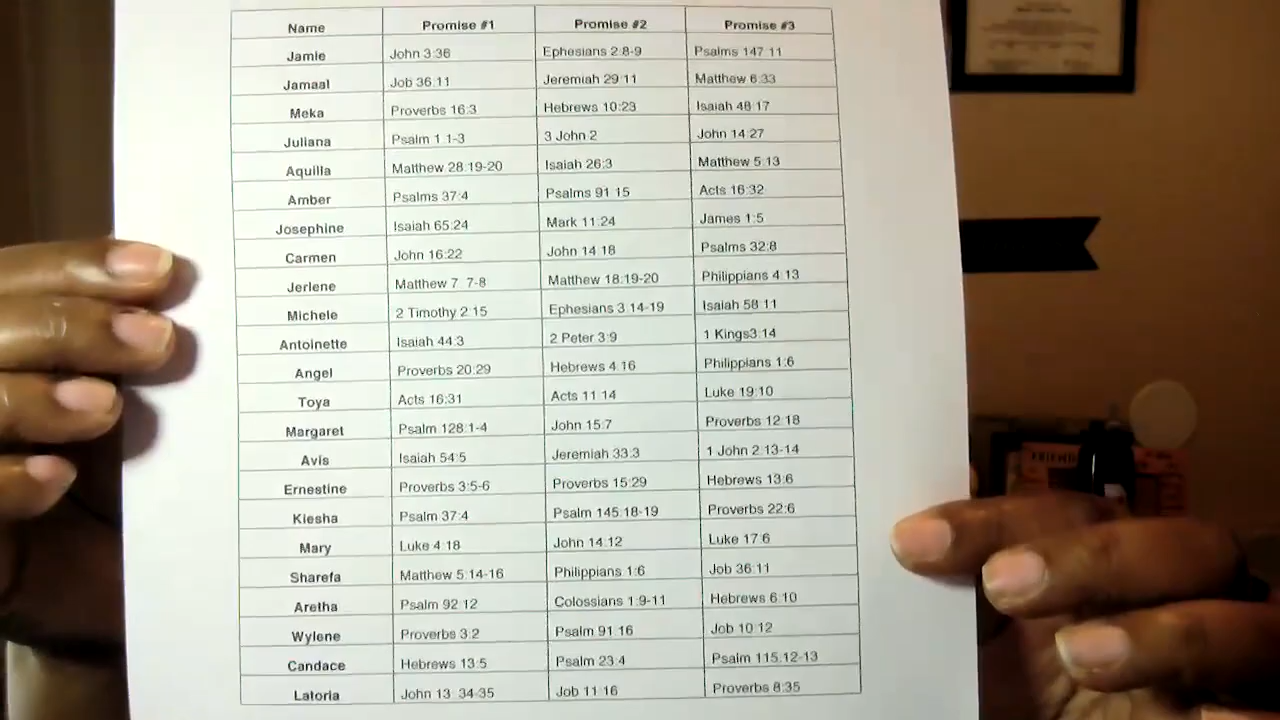 Name Promise #1 Promise #2 Promise #3
Jamie John 3:36 Ephesians 2:8-9 Psalms 147:11
Jamaal Job 36:11 Jeremiah 29:11 Matthew 6:33
Meka Proverbs 16:3 Hebrews 10:23 Isaiah 48:17
Juliana Psalm 1:1-3 3 John 2 John 14:27
Aquilla Matthew 28:19-20 Isaiah 26:3 Matthew 5:13
Amber Psalms 37:4 Psalms 91:15 Acts 16:32
Josephine Isaiah 65:24 Mark 11:24 James 1:5
Carmen John 16:22 John 14:18 Psalms 32:8
Jerlene Matthew 7: 7-8 Matthew 18:19-20 Philippians 4:13
Michele 2 Timothy 2:15 Ephesians 3:14-19 Isaiah 58:11
Antoinette Isaiah 44:3 2 Peter 3:9 1 Kings3:14
Angel Proverbs 20:29 Hebrews 4:16 Philippians 1:6
Toya Acts 16:31 Acts 11:14 Luke 19:10
Margaret Psalm 128:1-4 John 15:7 Proverbs 12:18
Avis Isaiah 54:5 Jeremiah 33:3 1 John 2:13-14
Ernestine Proverbs 3:5-6 Proverbs 15:29 Hebrews 13:6
Kiesha Psalm 37:4 Psalm 145:18-19 Proverbs 22:6
Mary Luke 4:18 John 14:12 Luke 17:6
Sharefa Matthew 5:14-16 Philippians 1:6 Job 36:11
Aretha Psalm 92:12 Colossians 1:9-11 Hebrews 6:10
Wylene Proverbs 3:2 Psalm 91:16 Job 10:12
Candace Hebrews 13:5 Psalm 23:4 Psalm 115:12-13
Latoria John 13: 34-35 Job 11:16 Proverbs 8:35